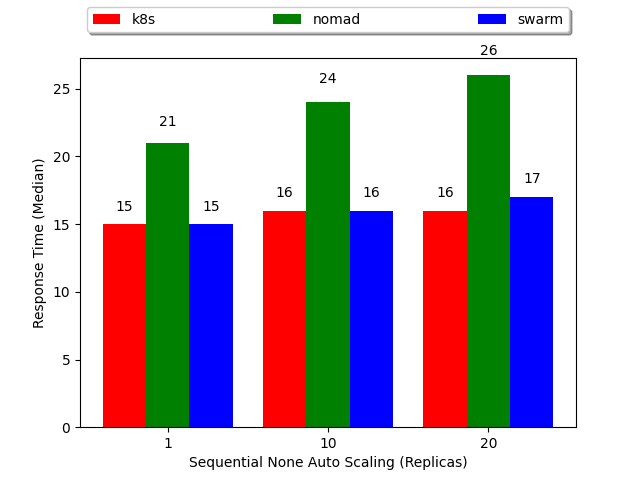 k8s nomad swarm
26
24
21
17
16 16 16
15 15
25
20
15
10
5
0
Response Time (Median)
1 10 20
Sequential None Auto Scaling (Replicas)